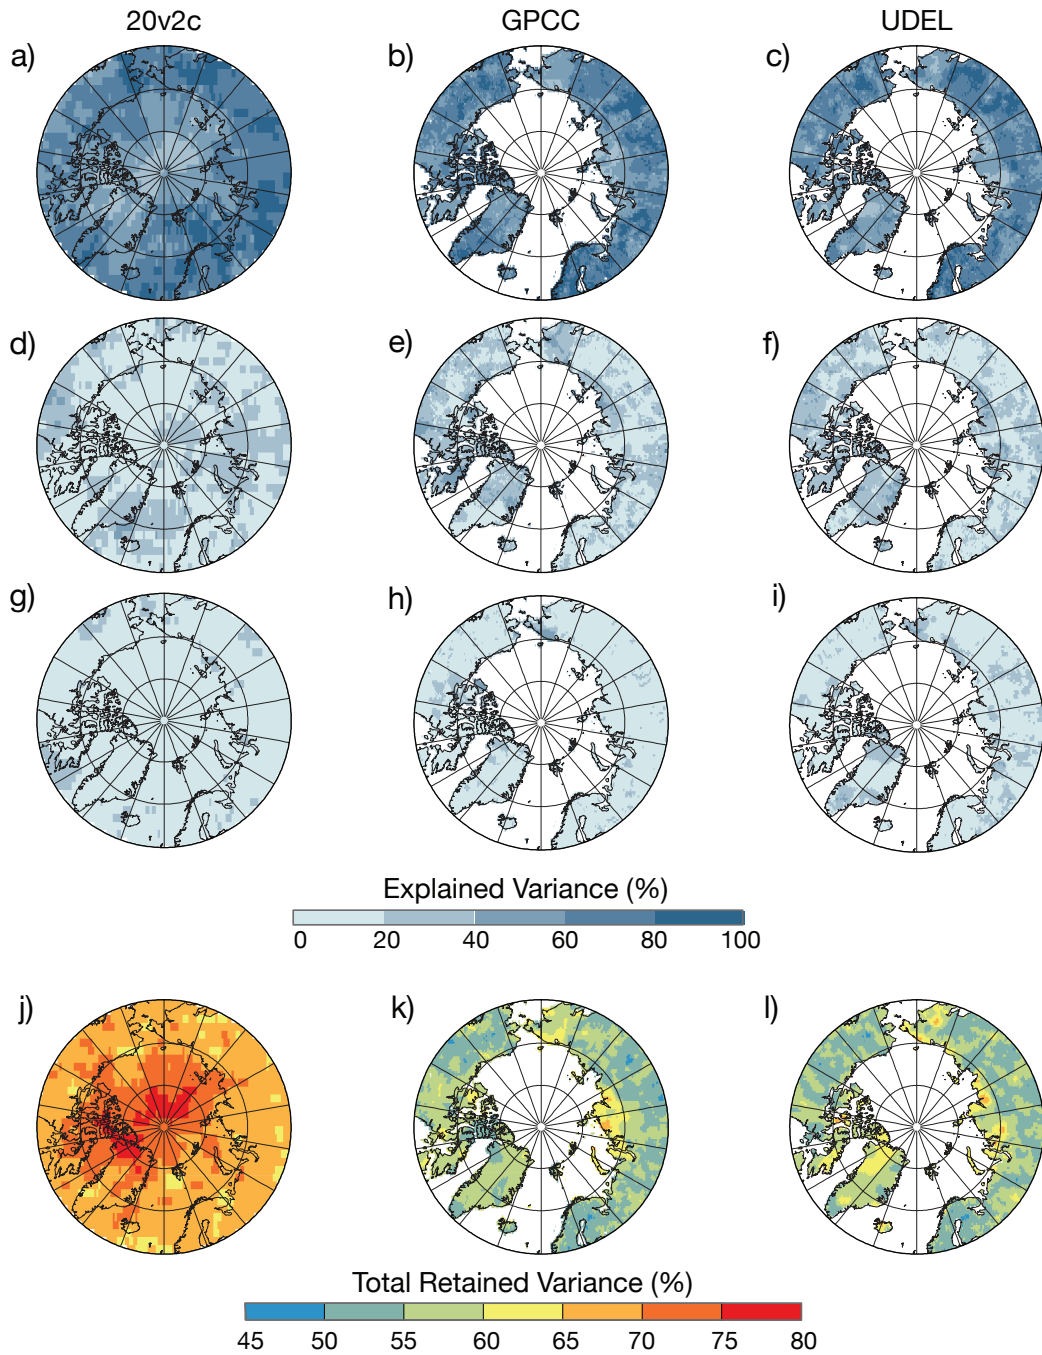 20v2c GPCC UDEL
a) b) c)
d) e) f)
g) h) i)
Explained Variance (%)
0 20 40 60 80 100
j) k) l)
Total Retained Variance (%)
45 50 55 60 65 70 75 80